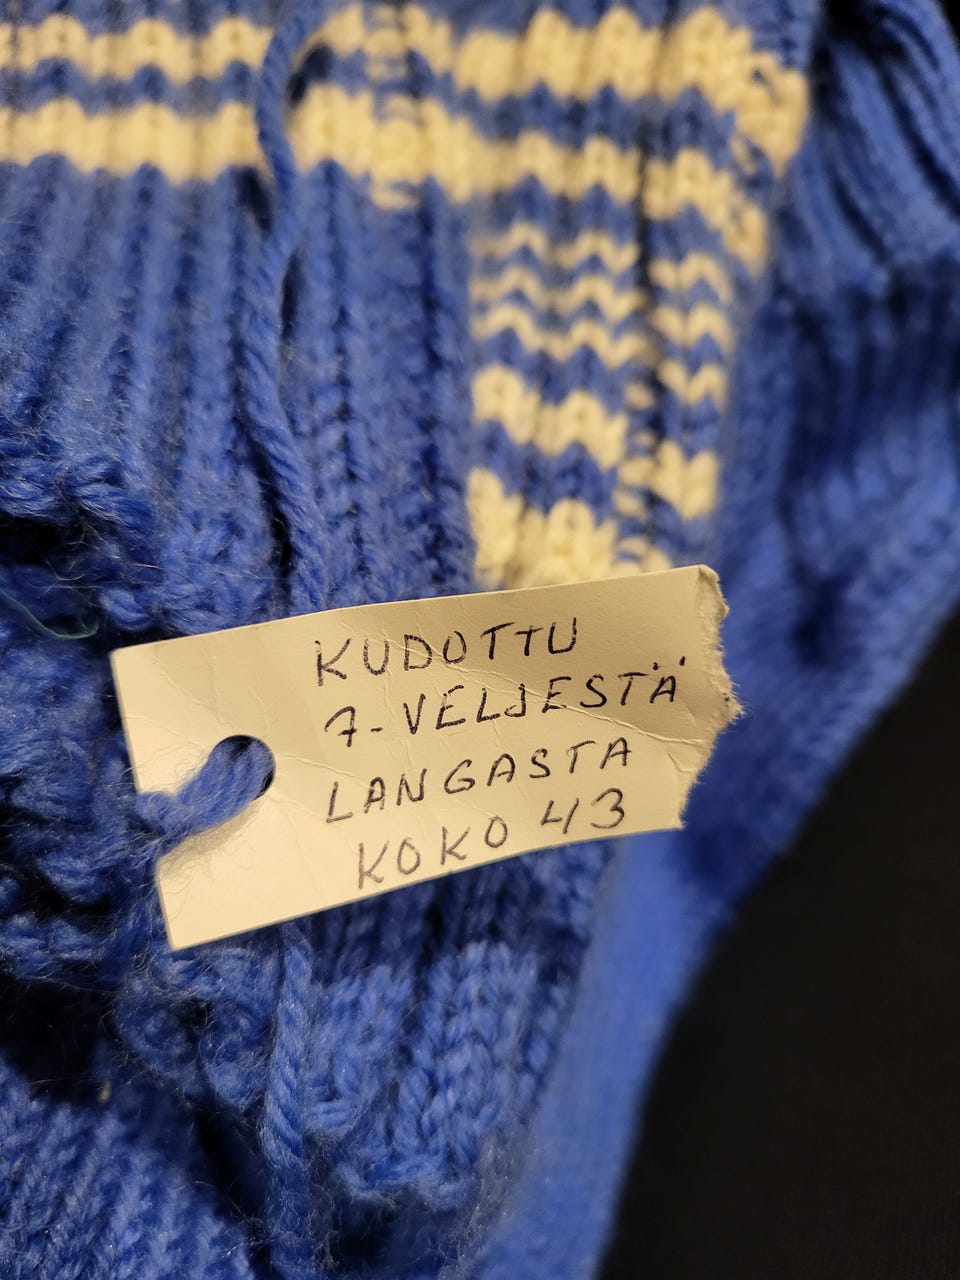 KUDOTTU
7-VELJESTÄ
LANGASTA
KOKO 43